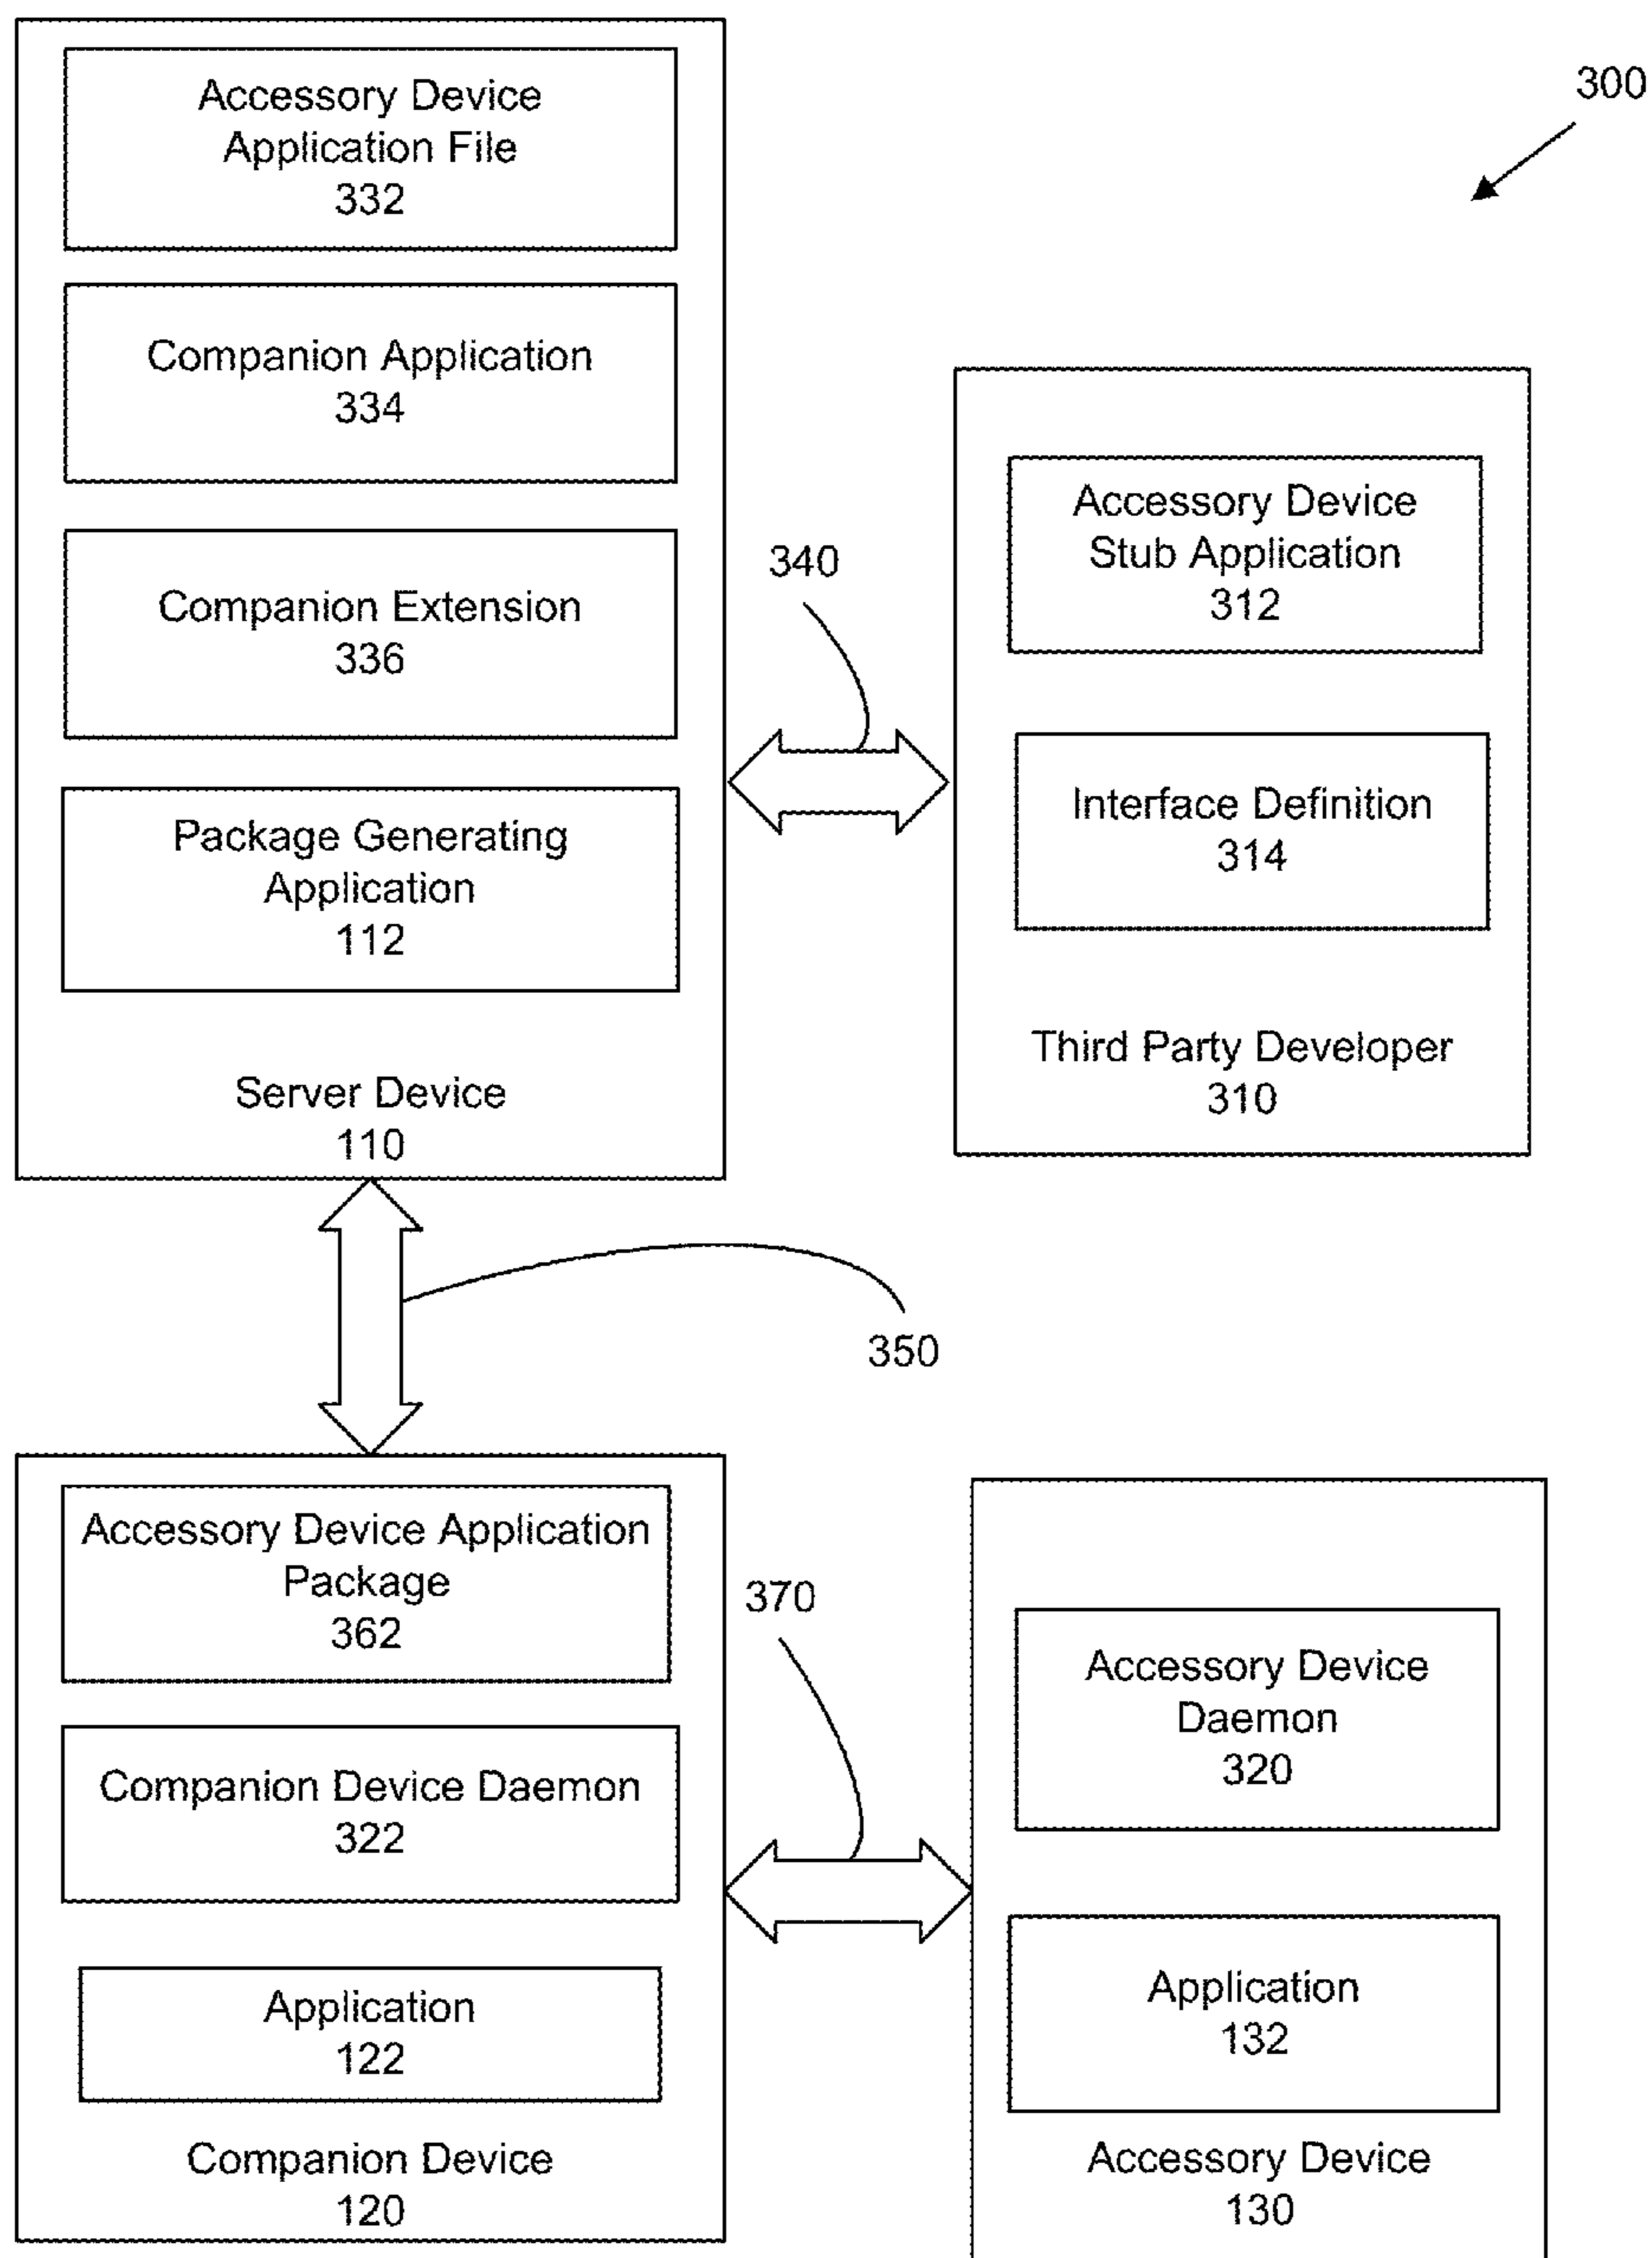 300
Accessory Device
Application File
332
Companion Application
334
Companion Extension
336
Package Generating
Application
112
Server Device
110
340
Accessory Device
Stub Application
312
Interface Definition
314
Third Party Developer
310
350
Accessory Device Application
Package
362
Companion Device Daemon
322
Application
122
Companion Device
120
370
Accessory Device
Daemon
320
Application
132
Accessory Device
130